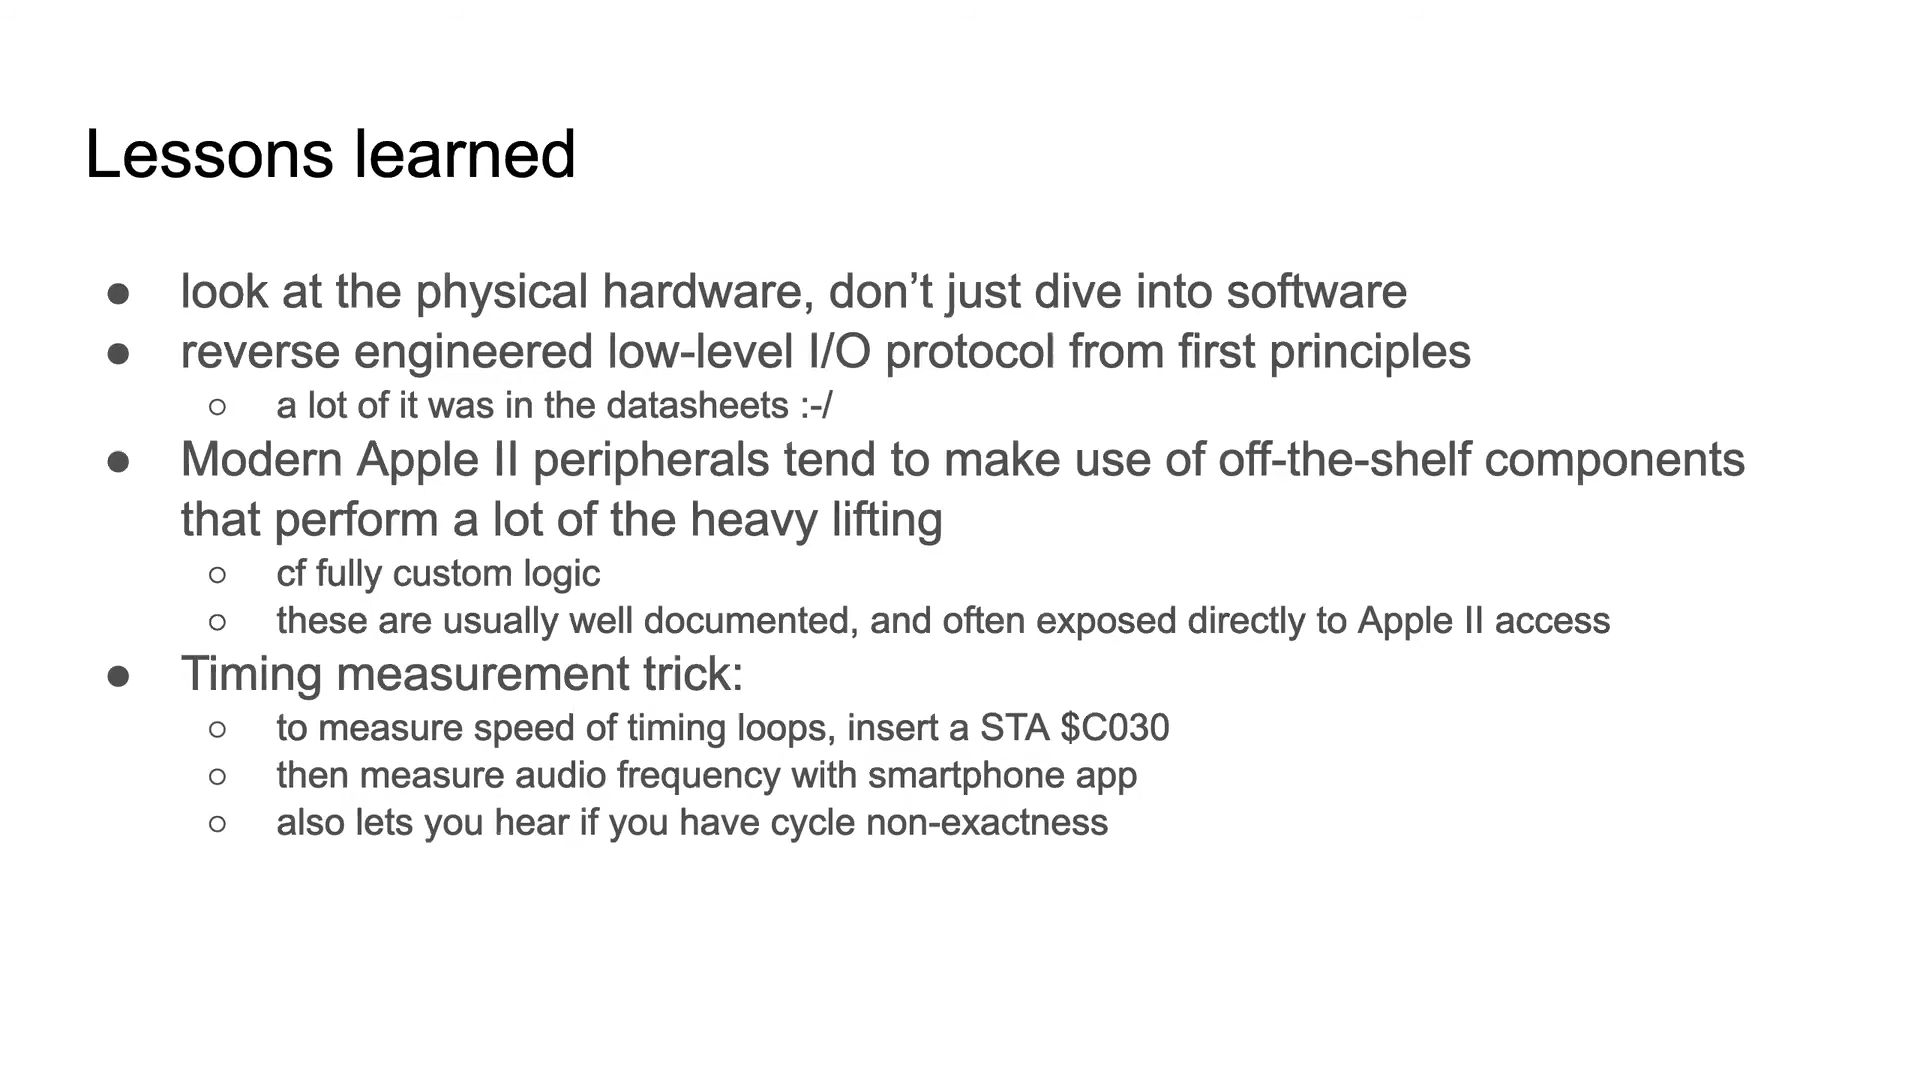 Lessons learned
● look at the physical hardware, don’t just dive into software
● reverse engineered low-level I/O protocol from first principles
○ a lot of it was in the datasheets :-/
● Modern Apple II peripherals tend to make use of off-the-shelf components
that perform a lot of the heavy lifting
○ cf fully custom logic
○ these are usually well documented, and often exposed directly to Apple II access
● Timing measurement trick:
○ to measure speed of timing loops, insert a STA $C030
○ then measure audio frequency with smartphone app
○ also lets you hear if you have cycle non-exactness